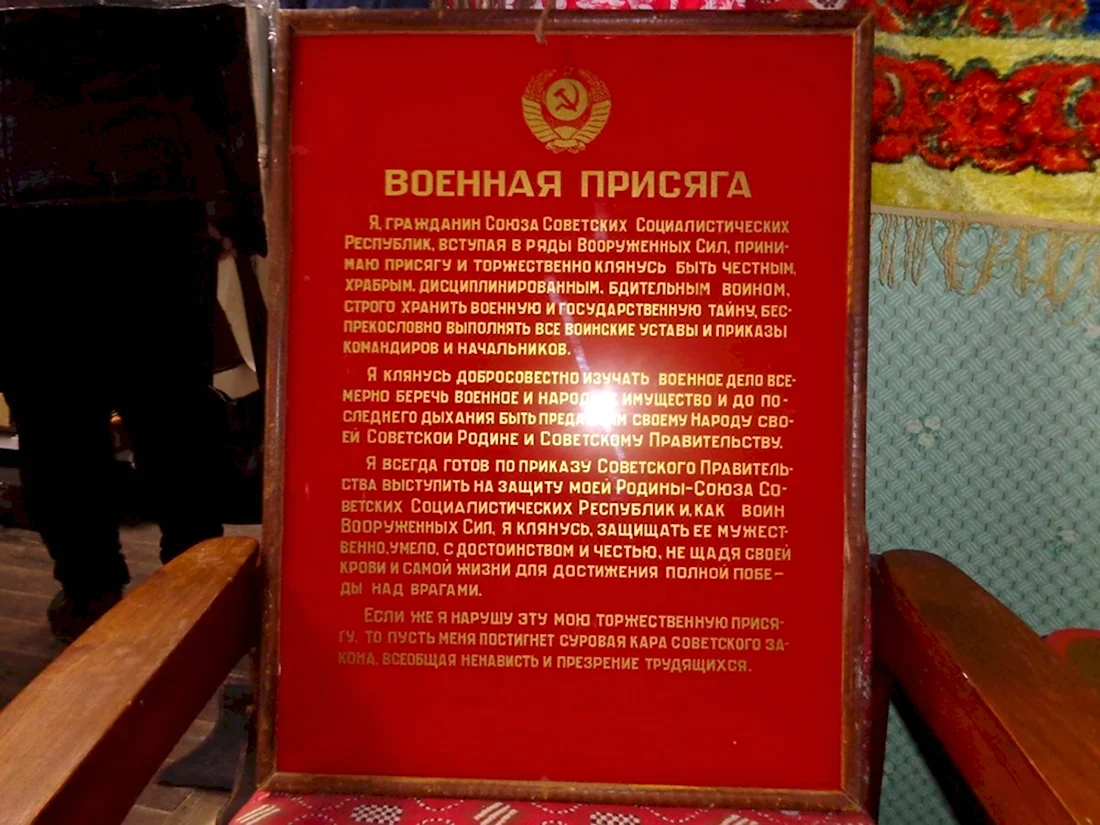 ВОЕННАЯ ПРИСЯГА
Я, ГРАЖДАНИН СОЮЗА СОВЕТСКИХ СОЦИАЛИСТИЧЕСКИХ
РЕСПУБЛИК, ВСТУПАЯ В РЯДЫ ВООРУЖЕННЫХ СИЛ, ПРИНИ-
МАЮ ПРИСЯГУ И ТОРЖЕСТВЕННО КЛЯНУСЬ БЫТЬ ЧЕСТНЫМ,
ХРАБРЫМ, ДИСЦИПЛИНИРОВАННЫМ, БДИТЕЛЬНЫМ ВОИНОМ,
СТРОГО ХРАНИТЬ ВОЕННУЮ И ГОСУДАРСТВЕННУЮ ТАЙНУ, БЕС-
ПРЕКОСЛОВНО ВЫПОЛНЯТЬ ВСЕ ВОИНСКИЕ УСТАВЫ И ПРИКАЗЫ
КОМАНДИРОВ И НАЧАЛЬНИКОВ.
Я КЛЯНУСЬ ДОБРОСОВЕСТНО ИЗУЧАТЬ ВОЕННОЕ ДЕЛО ВСЕ-
МЕРНО БЕРЕЧЬ ВОЕННОЕ И НАРОДНОЕ ИМУЩЕСТВО И ДО ПО-
СЛЕДНЕГО ДЫХАНИЯ БЫТЬ ПРЕДАННЫМ СВОЕМУ НАРОДУ СВО-
ЕЙ СОВЕТСКОЙ РОДИНЕ И СОВЕТСКОМУ ПРАВИТЕЛЬСТВУ.
Я ВСЕГДА ГОТОВ ПО ПРИКАЗУ СОВЕТСКОГО ПРАВИТЕЛЬ-
СТВА ВЫСТУПИТЬ НА ЗАЩИТУ МОЕЙ РОДИНЫ-СОЮЗА СО-
ВЕТСКИХ СОЦИАЛИСТИЧЕСКИХ РЕСПУБЛИК И, КАК ВОИН
ВООРУЖЕННЫХ СИЛ, Я КЛЯНУСЬ, ЗАЩИЩАТЬ ЕЕ МУЖЕСТ-
ВЕННО, УМЕЛО, С ДОСТОИНСТВОМ И ЧЕСТЬЮ, НЕ ЩАДЯ СВОЕЙ
КРОВИ И САМОЙ ЖИЗНИ ДЛЯ ДОСТИЖЕНИЯ ПОЛНОЙ ПОБЕ-
ДЫ НАД ВРАГАМИ.
ЕСЛИ ЖЕ Я НАРУШУ ЭТУ МОЮ ТОРЖЕСТВЕННУЮ ПРИСЯ-
ГУ, ТО ПУСТЬ МЕНЯ ПОСТИГНЕТ СУРОВАЯ КАРА СОВЕТСКОГО ЗА-
КОНА, ВСЕОБЩАЯ НЕНАВИСТЬ И ПРЕЗРЕНИЕ ТРУДЯЩИХСЯ.